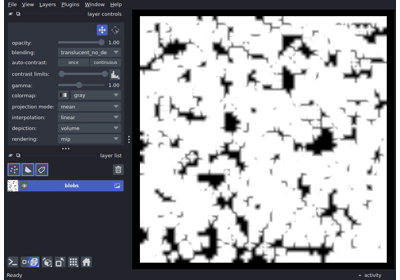 File View Layers Plugins Window Help
layer controls
opacity: 1.00
blending: translucent_no_de
auto-contrast: once continuous
contrast limits:
gamma: 1.00
colormap: gray
projection mode: mean
interpolation: linear
depiction: volume
rendering: mip
layer list
blobs
Ready activity